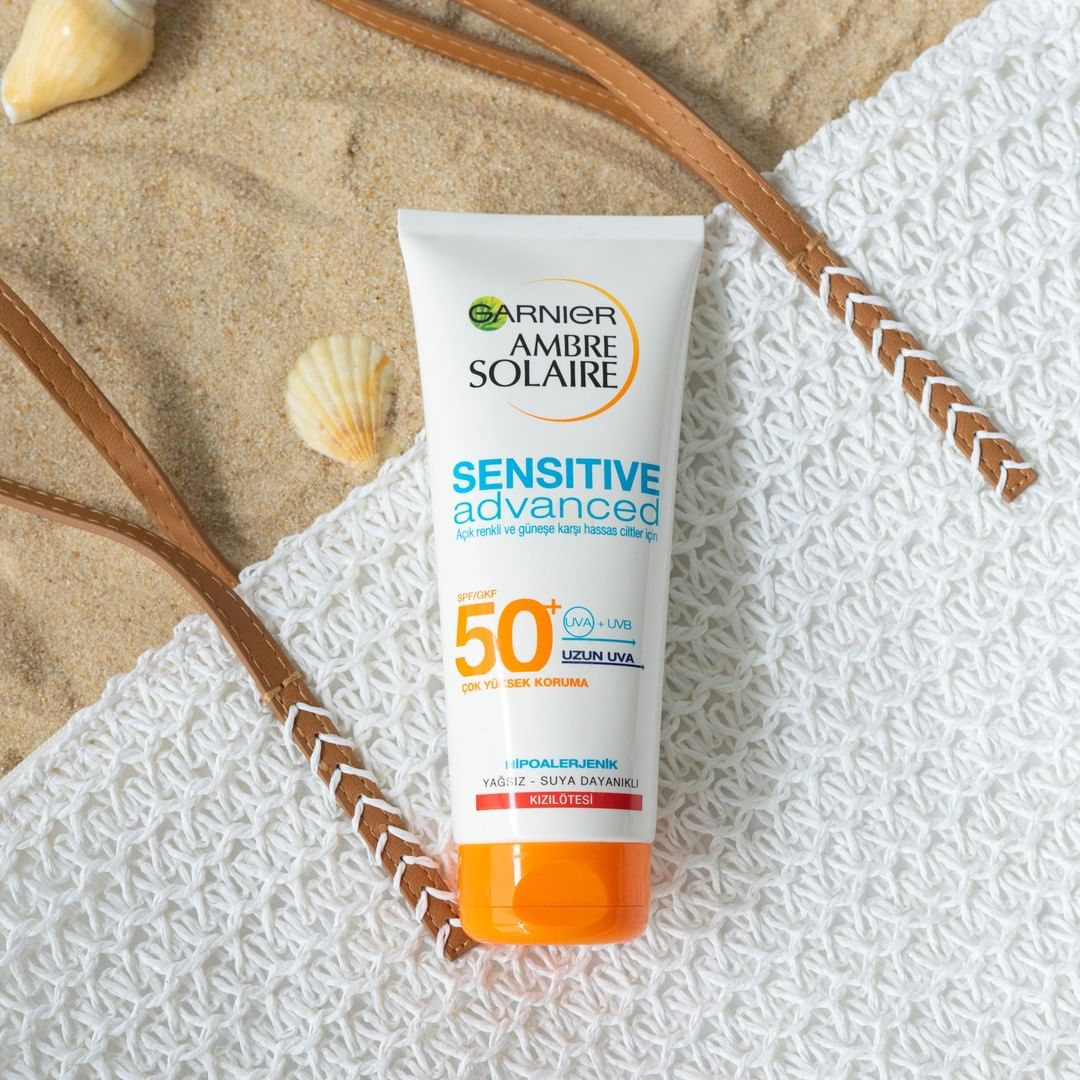 GARNIER
AMBRE
SOLAIRE
SENSITIVE
advanced
Açık renkli ve güneşe karşı hassas ciltler için
SPF/GKF
50+
UVA + UVB
UZUN UVA
ÇOK YÜKSEK KORUMA
HİPOALERJENİK
YAĞSIZ - SUYA DAYANIKLI
KIZILÖTESİ